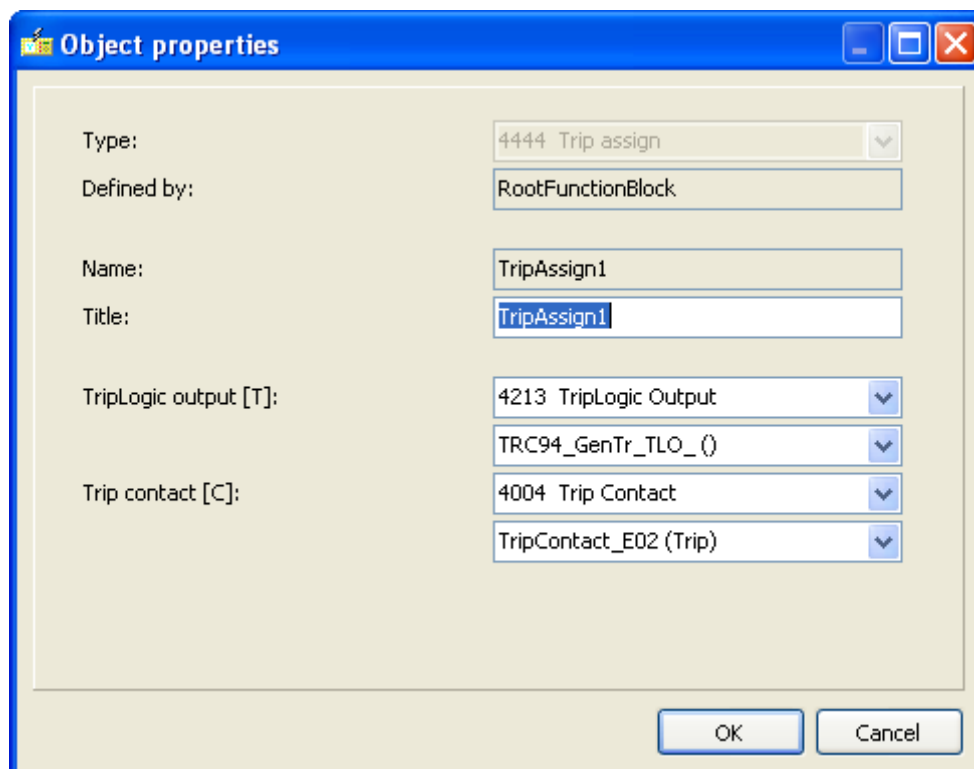 Object properties
Type: 4444 Trip assign
Defined by: RootFunctionBlock
Name: TripAssign1
Title: TripAssign1
TripLogic output [T]: 4213 TripLogic Output
TRC94_GenTr_TLO_ ()
Trip contact [C]: 4004 Trip Contact
TripContact_E02 (Trip)
OK Cancel